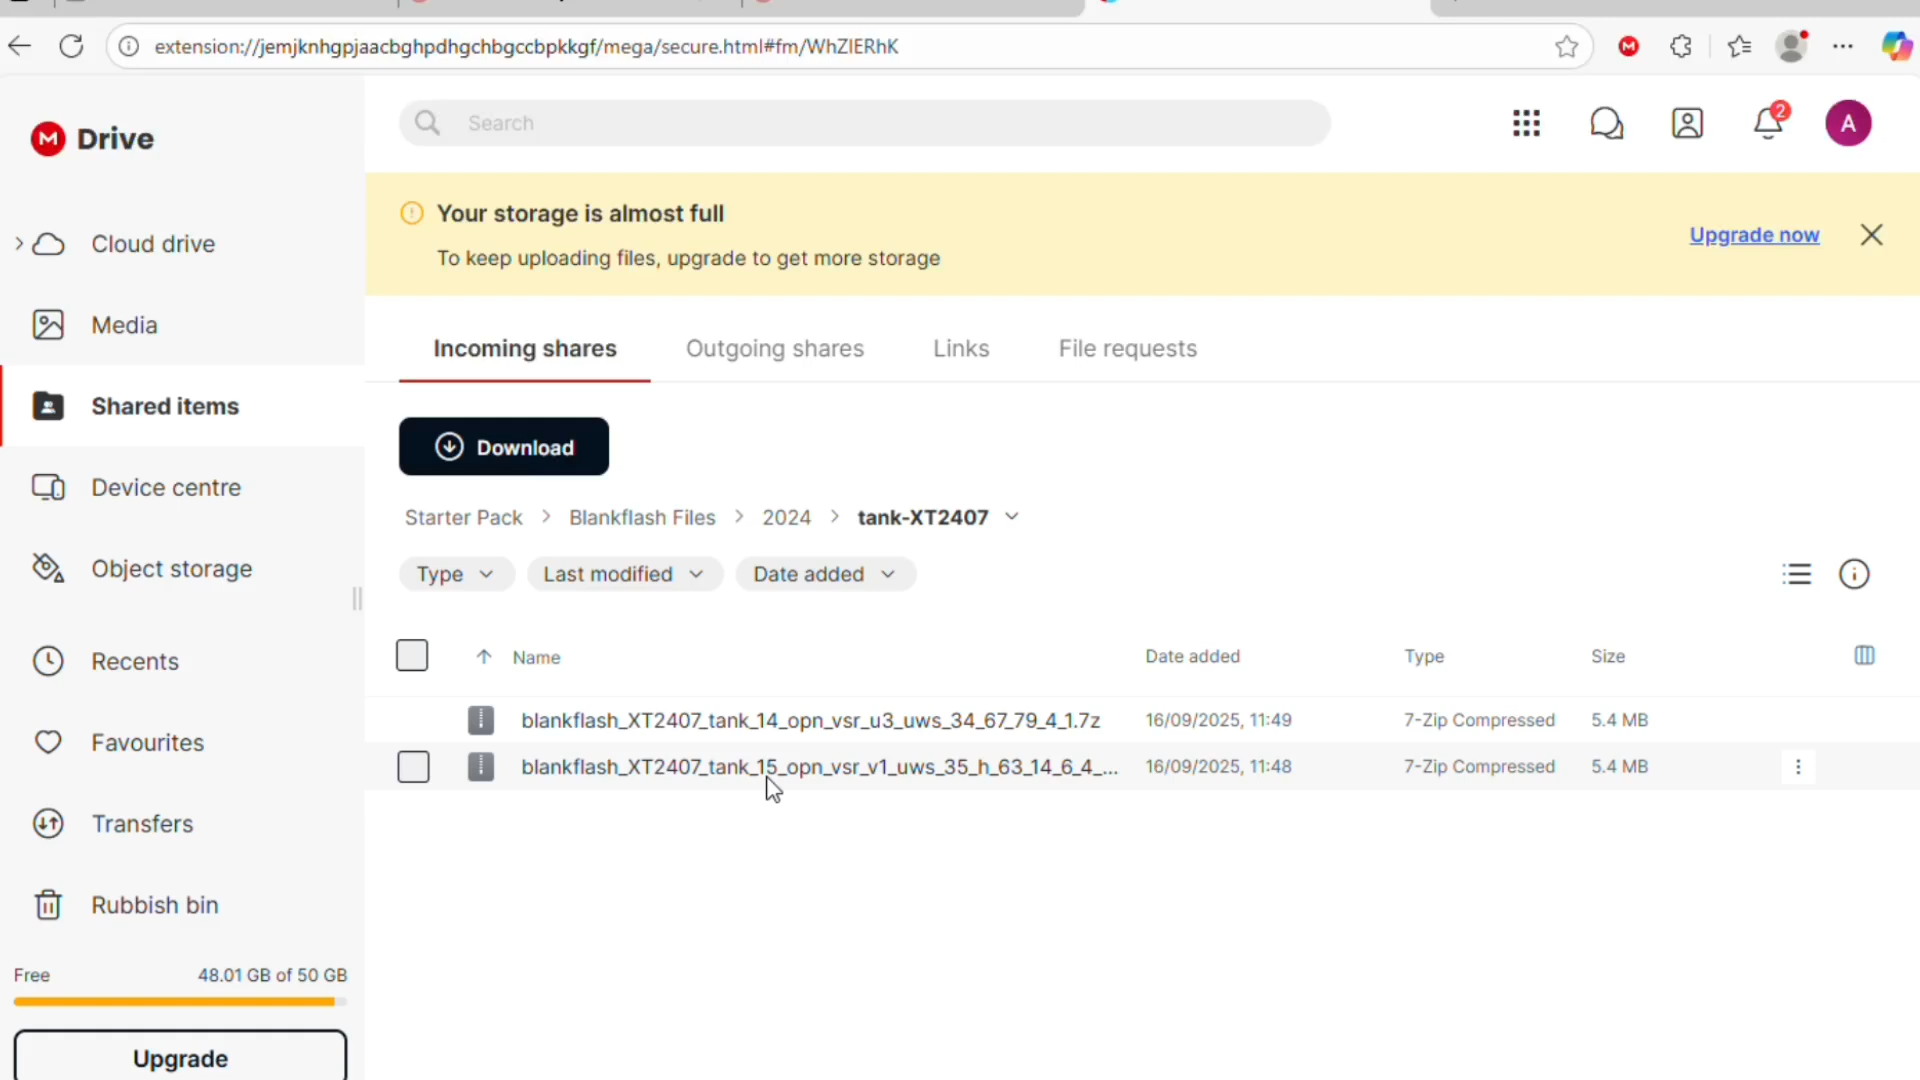 extension://jemjknhgpjaacbghpdhgchbgccbpkkgf/mega/secure.html#fm/WhZIERhK
M
M
Drive
Search
2
A
Your storage is almost full
To keep uploading files, upgrade to get more storage
Upgrade now
Cloud drive
Media
Shared items
Device centre
Object storage
Recents
Favourites
Transfers
Rubbish bin
Free 48.01 GB of 50 GB
Upgrade
Incoming shares Outgoing shares Links File requests
Download
Starter Pack > Blankflash Files > 2024 > tank-XT2407
Type Last modified Date added
Name Date added Type Size
blankflash_XT2407_tank_14_opn_vsr_u3_uws_34_67_79_4_1.7z 16/09/2025, 11:49 7-Zip Compressed 5.4 MB
blankflash_XT2407_tank_15_opn_vsr_v1_uws_35_h_63_14_6_4_... 16/09/2025, 11:48 7-Zip Compressed 5.4 MB